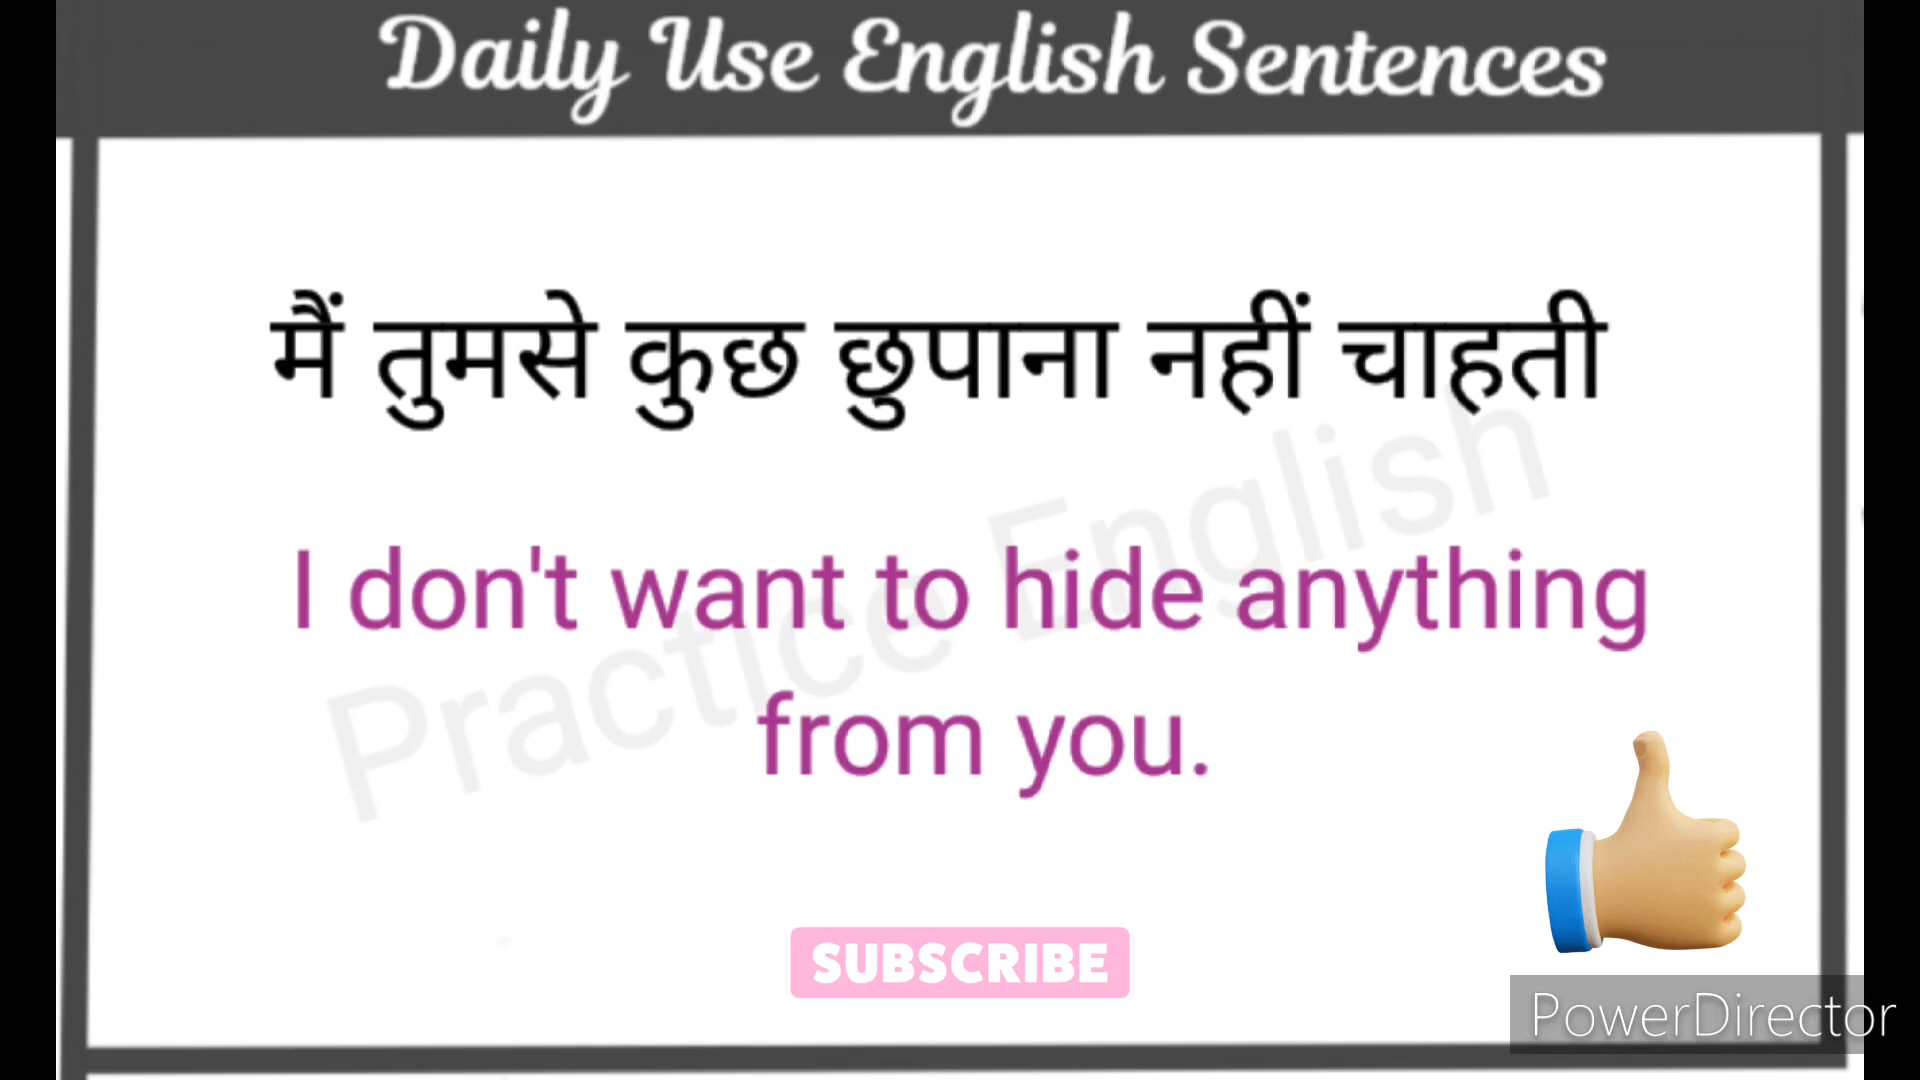 Daily Use English Sentences
मैं तुमसे कुछ छुपाना नहीं चाहती
Practice English
I don't want to hide anything
from you.
SUBSCRIBE
PowerDirector